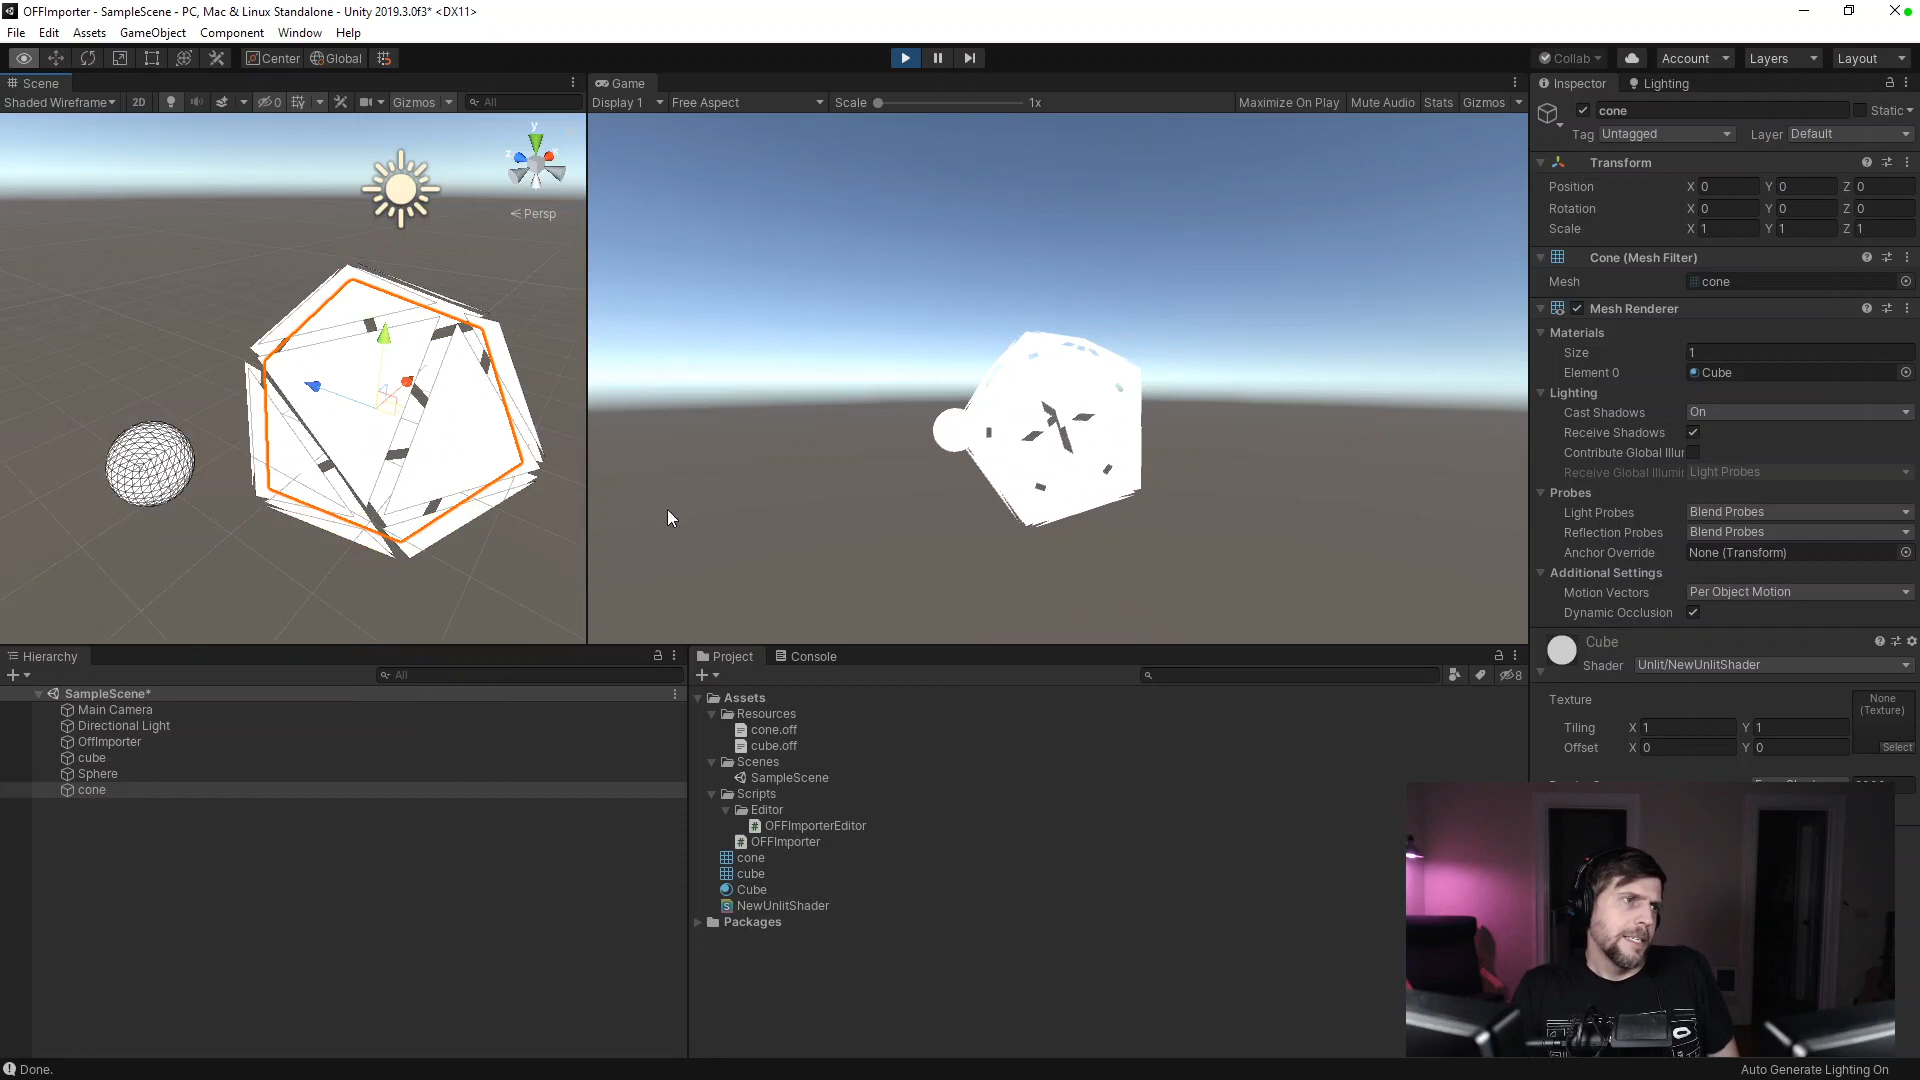 OFFImporter - SampleScene - PC, Mac & Linux Standalone - Unity 2019.3.0f3* <DX11>
File Edit Assets GameObject Component Window Help
Center Global
Collab Account Layers Layout
Scene
Shaded Wireframe 2D 0 Gizmos All
y
x
z
Persp
Game
Display 1 Free Aspect Scale 1x Maximize On Play Mute Audio Stats Gizmos
Inspector Lighting
cone Static
Tag Untagged Layer Default
Transform
Position X 0 Y 0 Z 0
Rotation X 0 Y 0 Z 0
Scale X 1 Y 1 Z 1
Cone (Mesh Filter)
Mesh cone
Mesh Renderer
Materials
Size 1
Element 0 Cube
Lighting
Cast Shadows On
Receive Shadows
Contribute Global Illur
Receive Global Illumir Light Probes
Probes
Light Probes Blend Probes
Reflection Probes Blend Probes
Anchor Override None (Transform)
Additional Settings
Motion Vectors Per Object Motion
Dynamic Occlusion
Cube
Shader Unlit/NewUnlitShader
Texture None
(Texture)
Tiling X 1 Y 1
Offset X 0 Y 0 Select
Hierarchy
All
SampleScene*
Main Camera
Directional Light
OffImporter
cube
Sphere
cone
Project Console
8
Assets
Resources
cone.off
cube.off
Scenes
SampleScene
Scripts
Editor
OFFImporterEditor
OFFImporter
cone
cube
Cube
NewUnlitShader
Packages
Done.
Auto Generate Lighting On